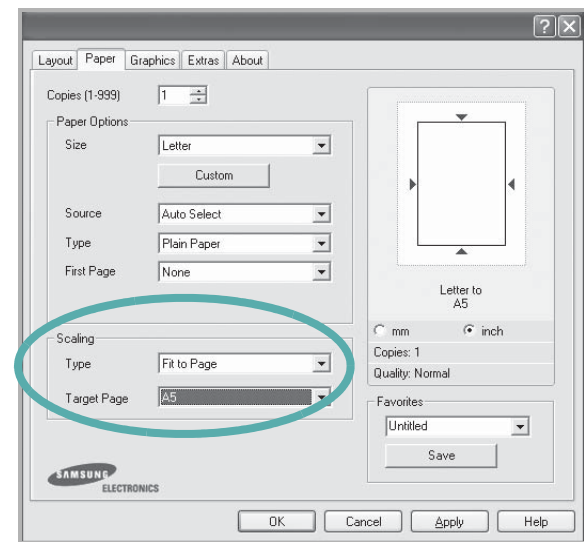 ?
Layout Paper Graphics Extras About
Copies (1-999) 1
Paper Options
Size Letter
Custom
Source Auto Select
Type Plain Paper
First Page None
Letter to
A5
mm inch
Copies: 1
Quality: Normal
Scaling
Type Fit to Page
Target Page A5
Favorites
Untitled
Save
SAMSUNG
ELECTRONICS
OK Cancel Apply Help